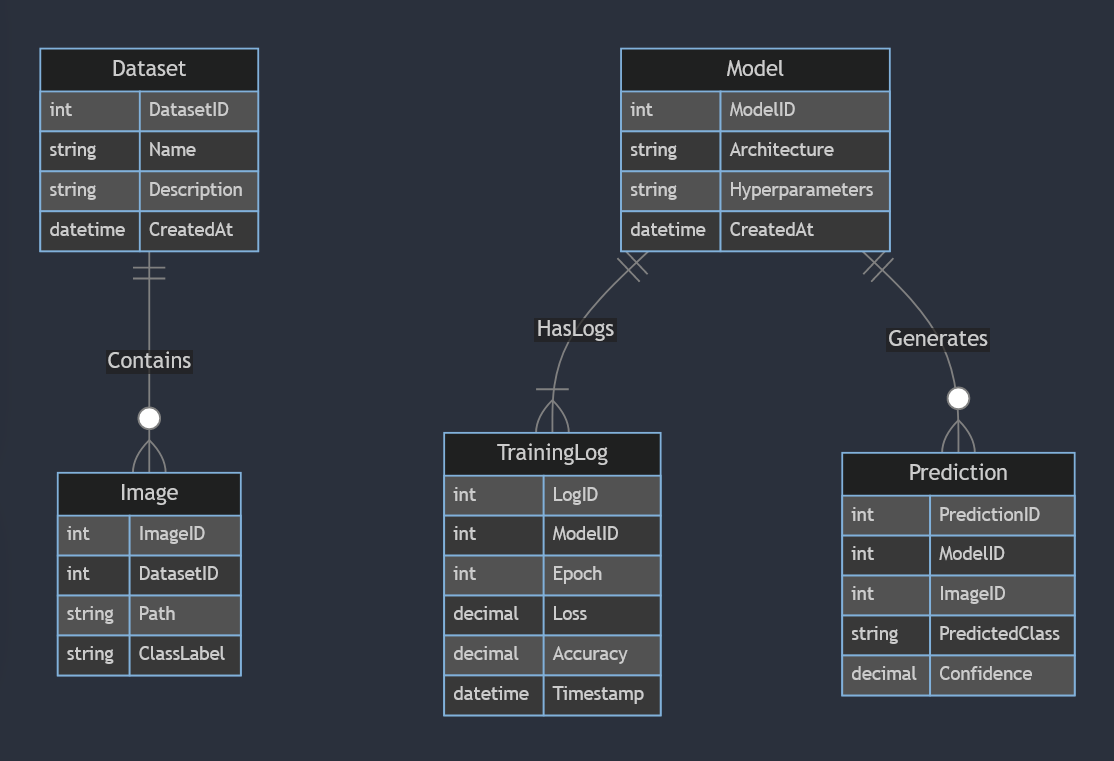 Dataset
int DatasetID
string Name
string Description
datetime CreatedAt
Contains
Image
int ImageID
int DatasetID
string Path
string ClassLabel
Model
int ModelID
string Architecture
string Hyperparameters
datetime CreatedAt
HasLogs
Generates
TrainingLog
int LogID
int ModelID
int Epoch
decimal Loss
decimal Accuracy
datetime Timestamp
Prediction
int PredictionID
int ModelID
int ImageID
string PredictedClass
decimal Confidence